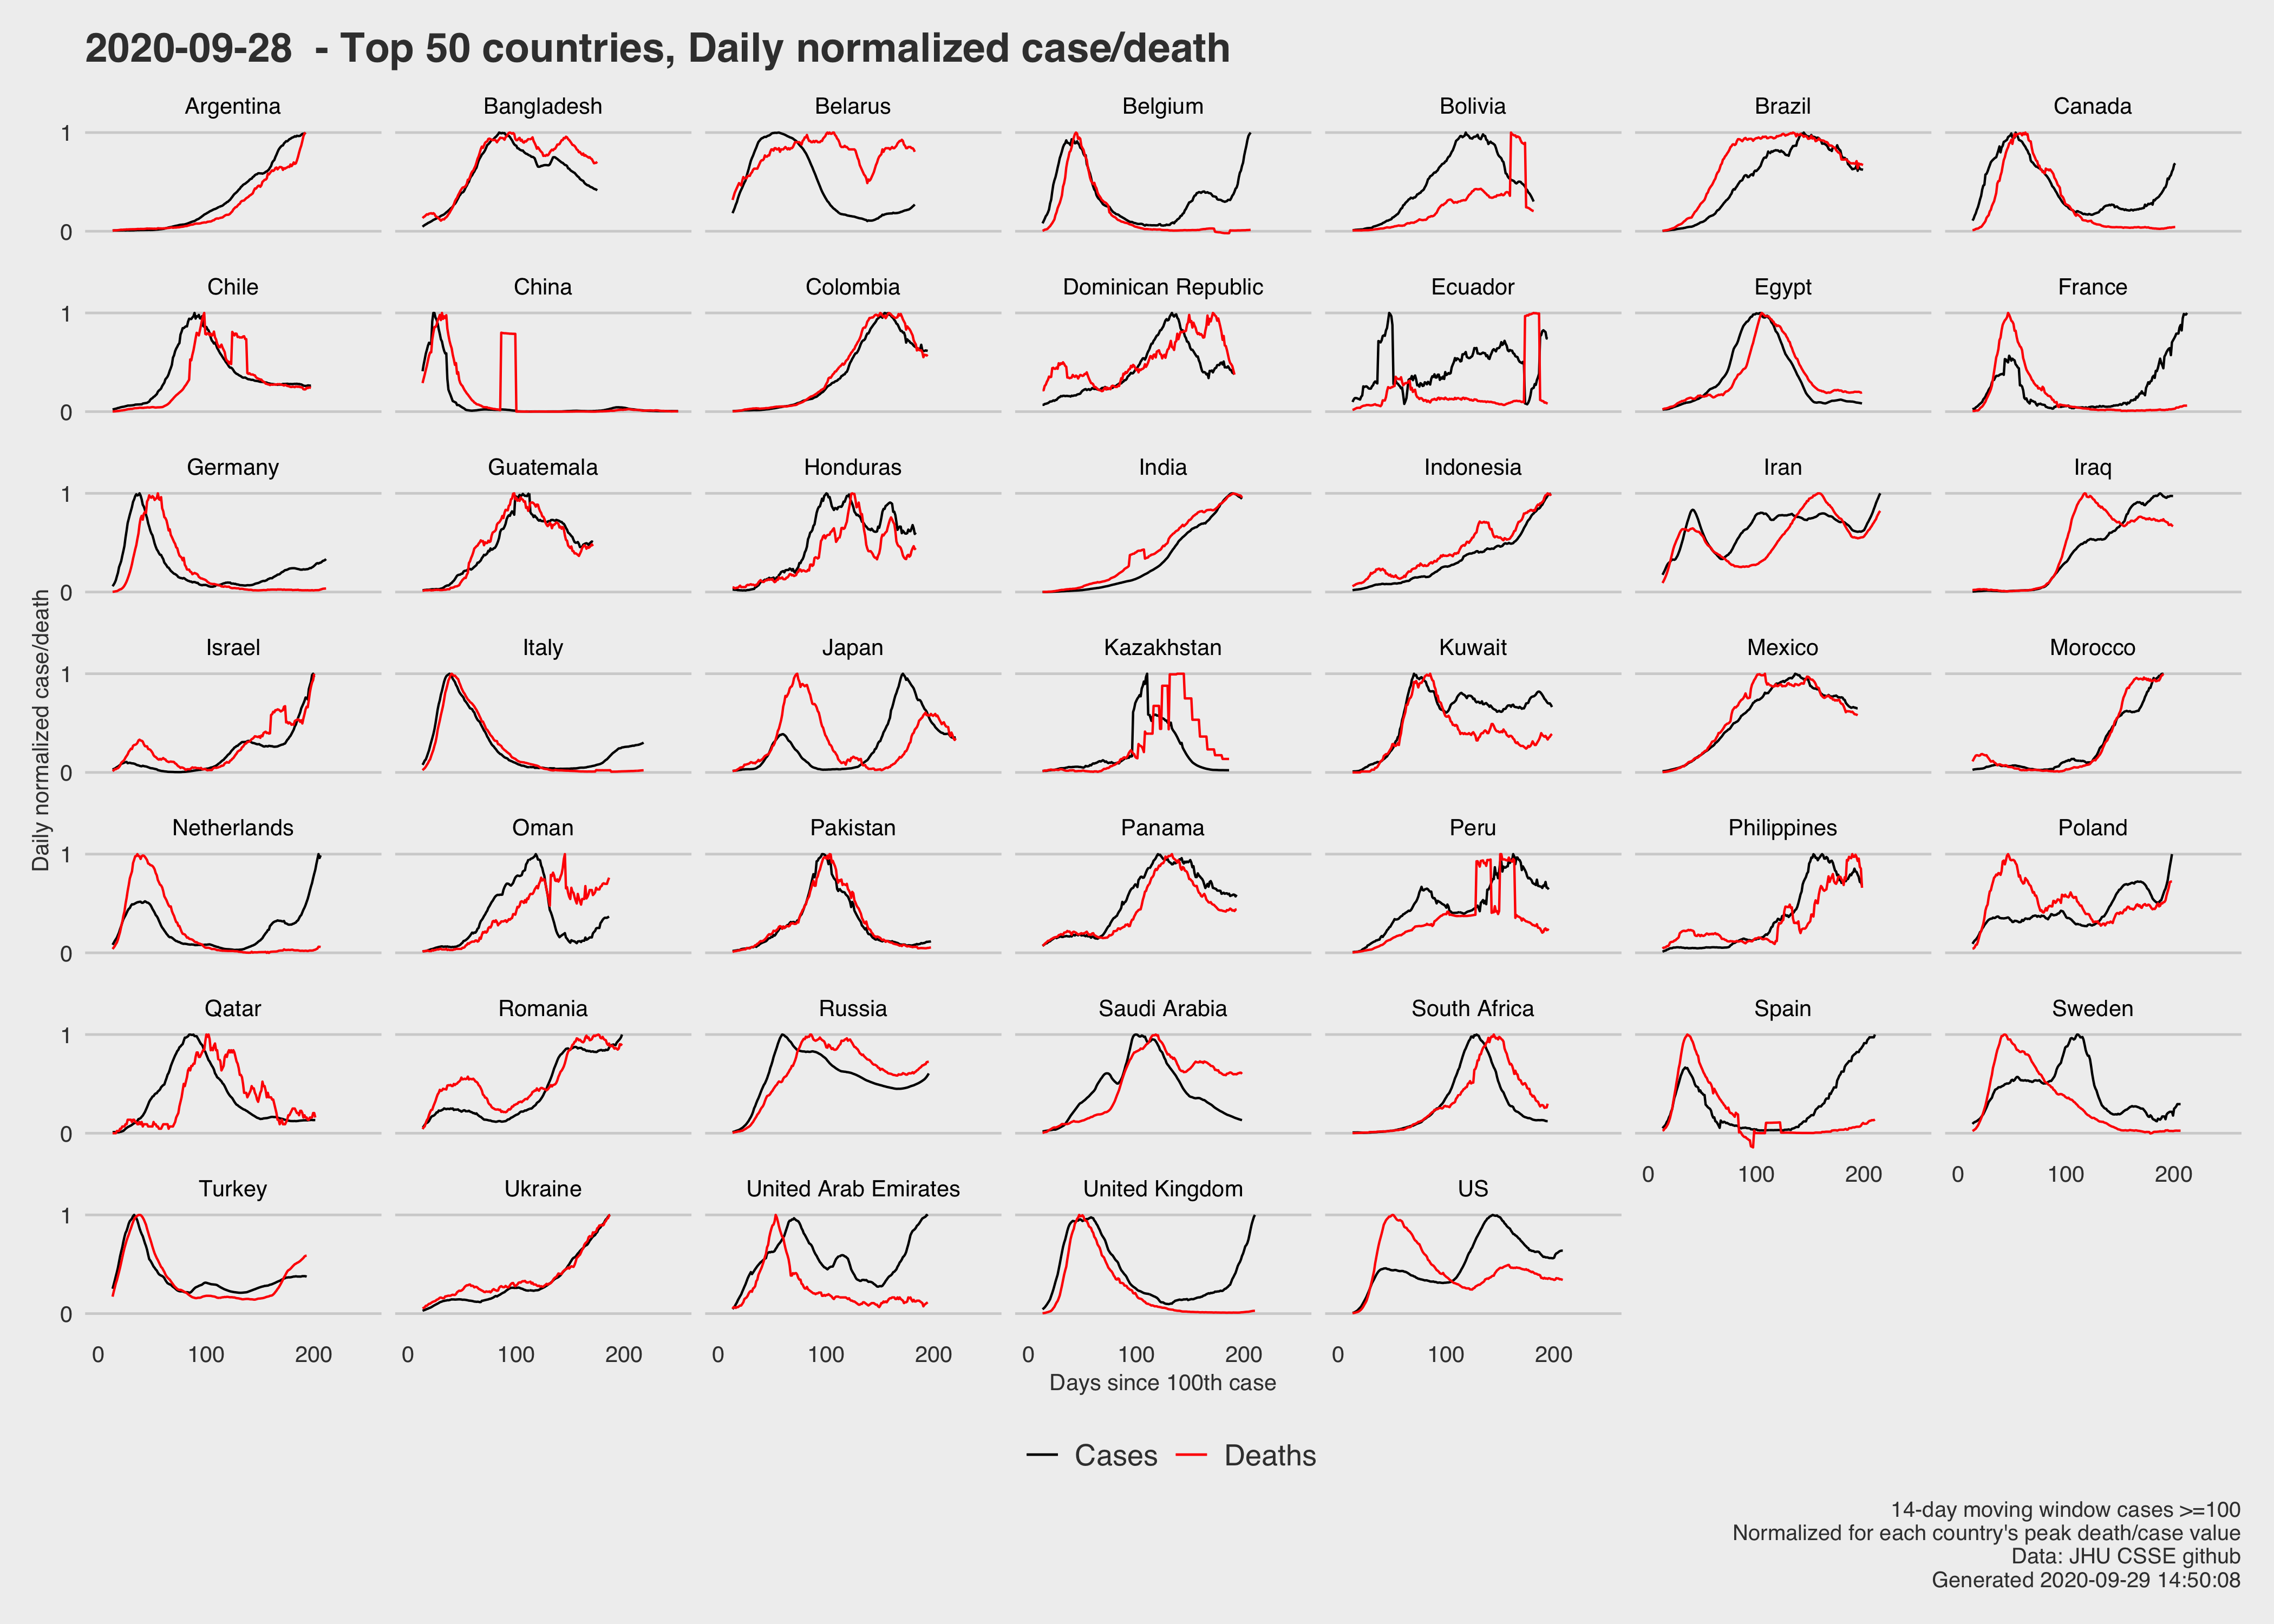 2020-09-28  - Top 50 countries, Daily normalized case/death
Argentina Bangladesh Belarus Belgium Bolivia Brazil Canada
1
0
Chile China Colombia Dominican Republic Ecuador Egypt France
1
0
Germany Guatemala Honduras India Indonesia Iran Iraq
1
0
Daily normalized case/death
Israel Italy Japan Kazakhstan Kuwait Mexico Morocco
1
0
Netherlands Oman Pakistan Panama Peru Philippines Poland
1
0
Qatar Romania Russia Saudi Arabia South Africa Spain Sweden
1
0
0 100 200 0 100 200
Turkey Ukraine United Arab Emirates United Kingdom US
1
0
0 100 200 0 100 200 0 100 200 0 100 200 0 100 200
Days since 100th case
Cases Deaths
14-day moving window cases >=100
Normalized for each country's peak death/case value
Data: JHU CSSE github
Generated 2020-09-29 14:50:08